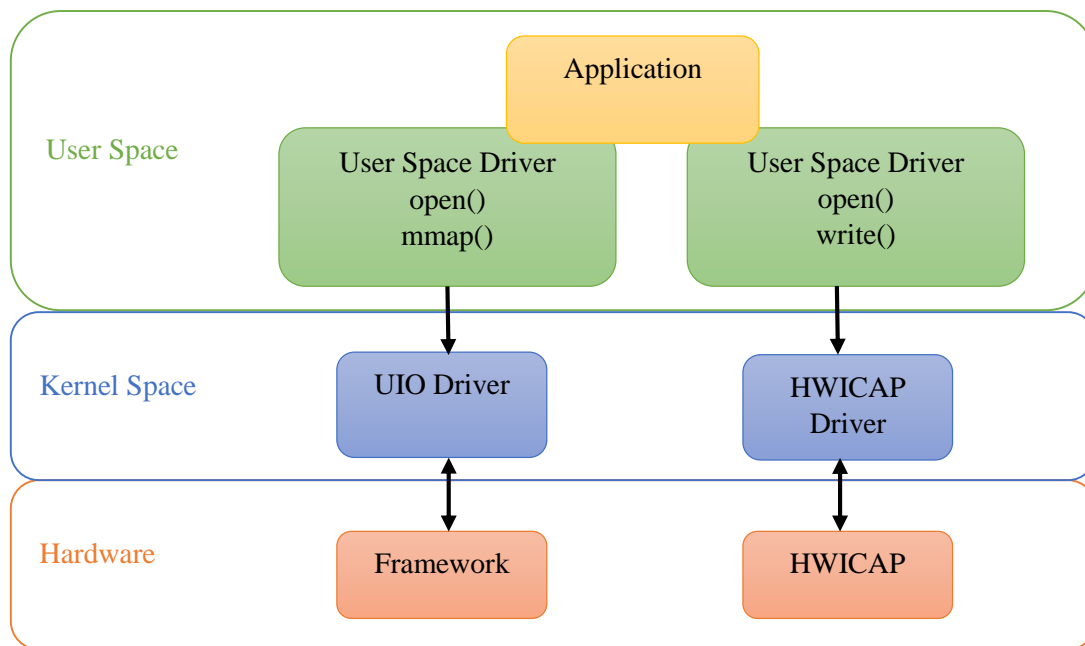 Application
User Space
User Space Driver
open()
mmap()
User Space Driver
open()
write()
Kernel Space
UIO Driver
HWICAP
Driver
Hardware
Framework
HWICAP